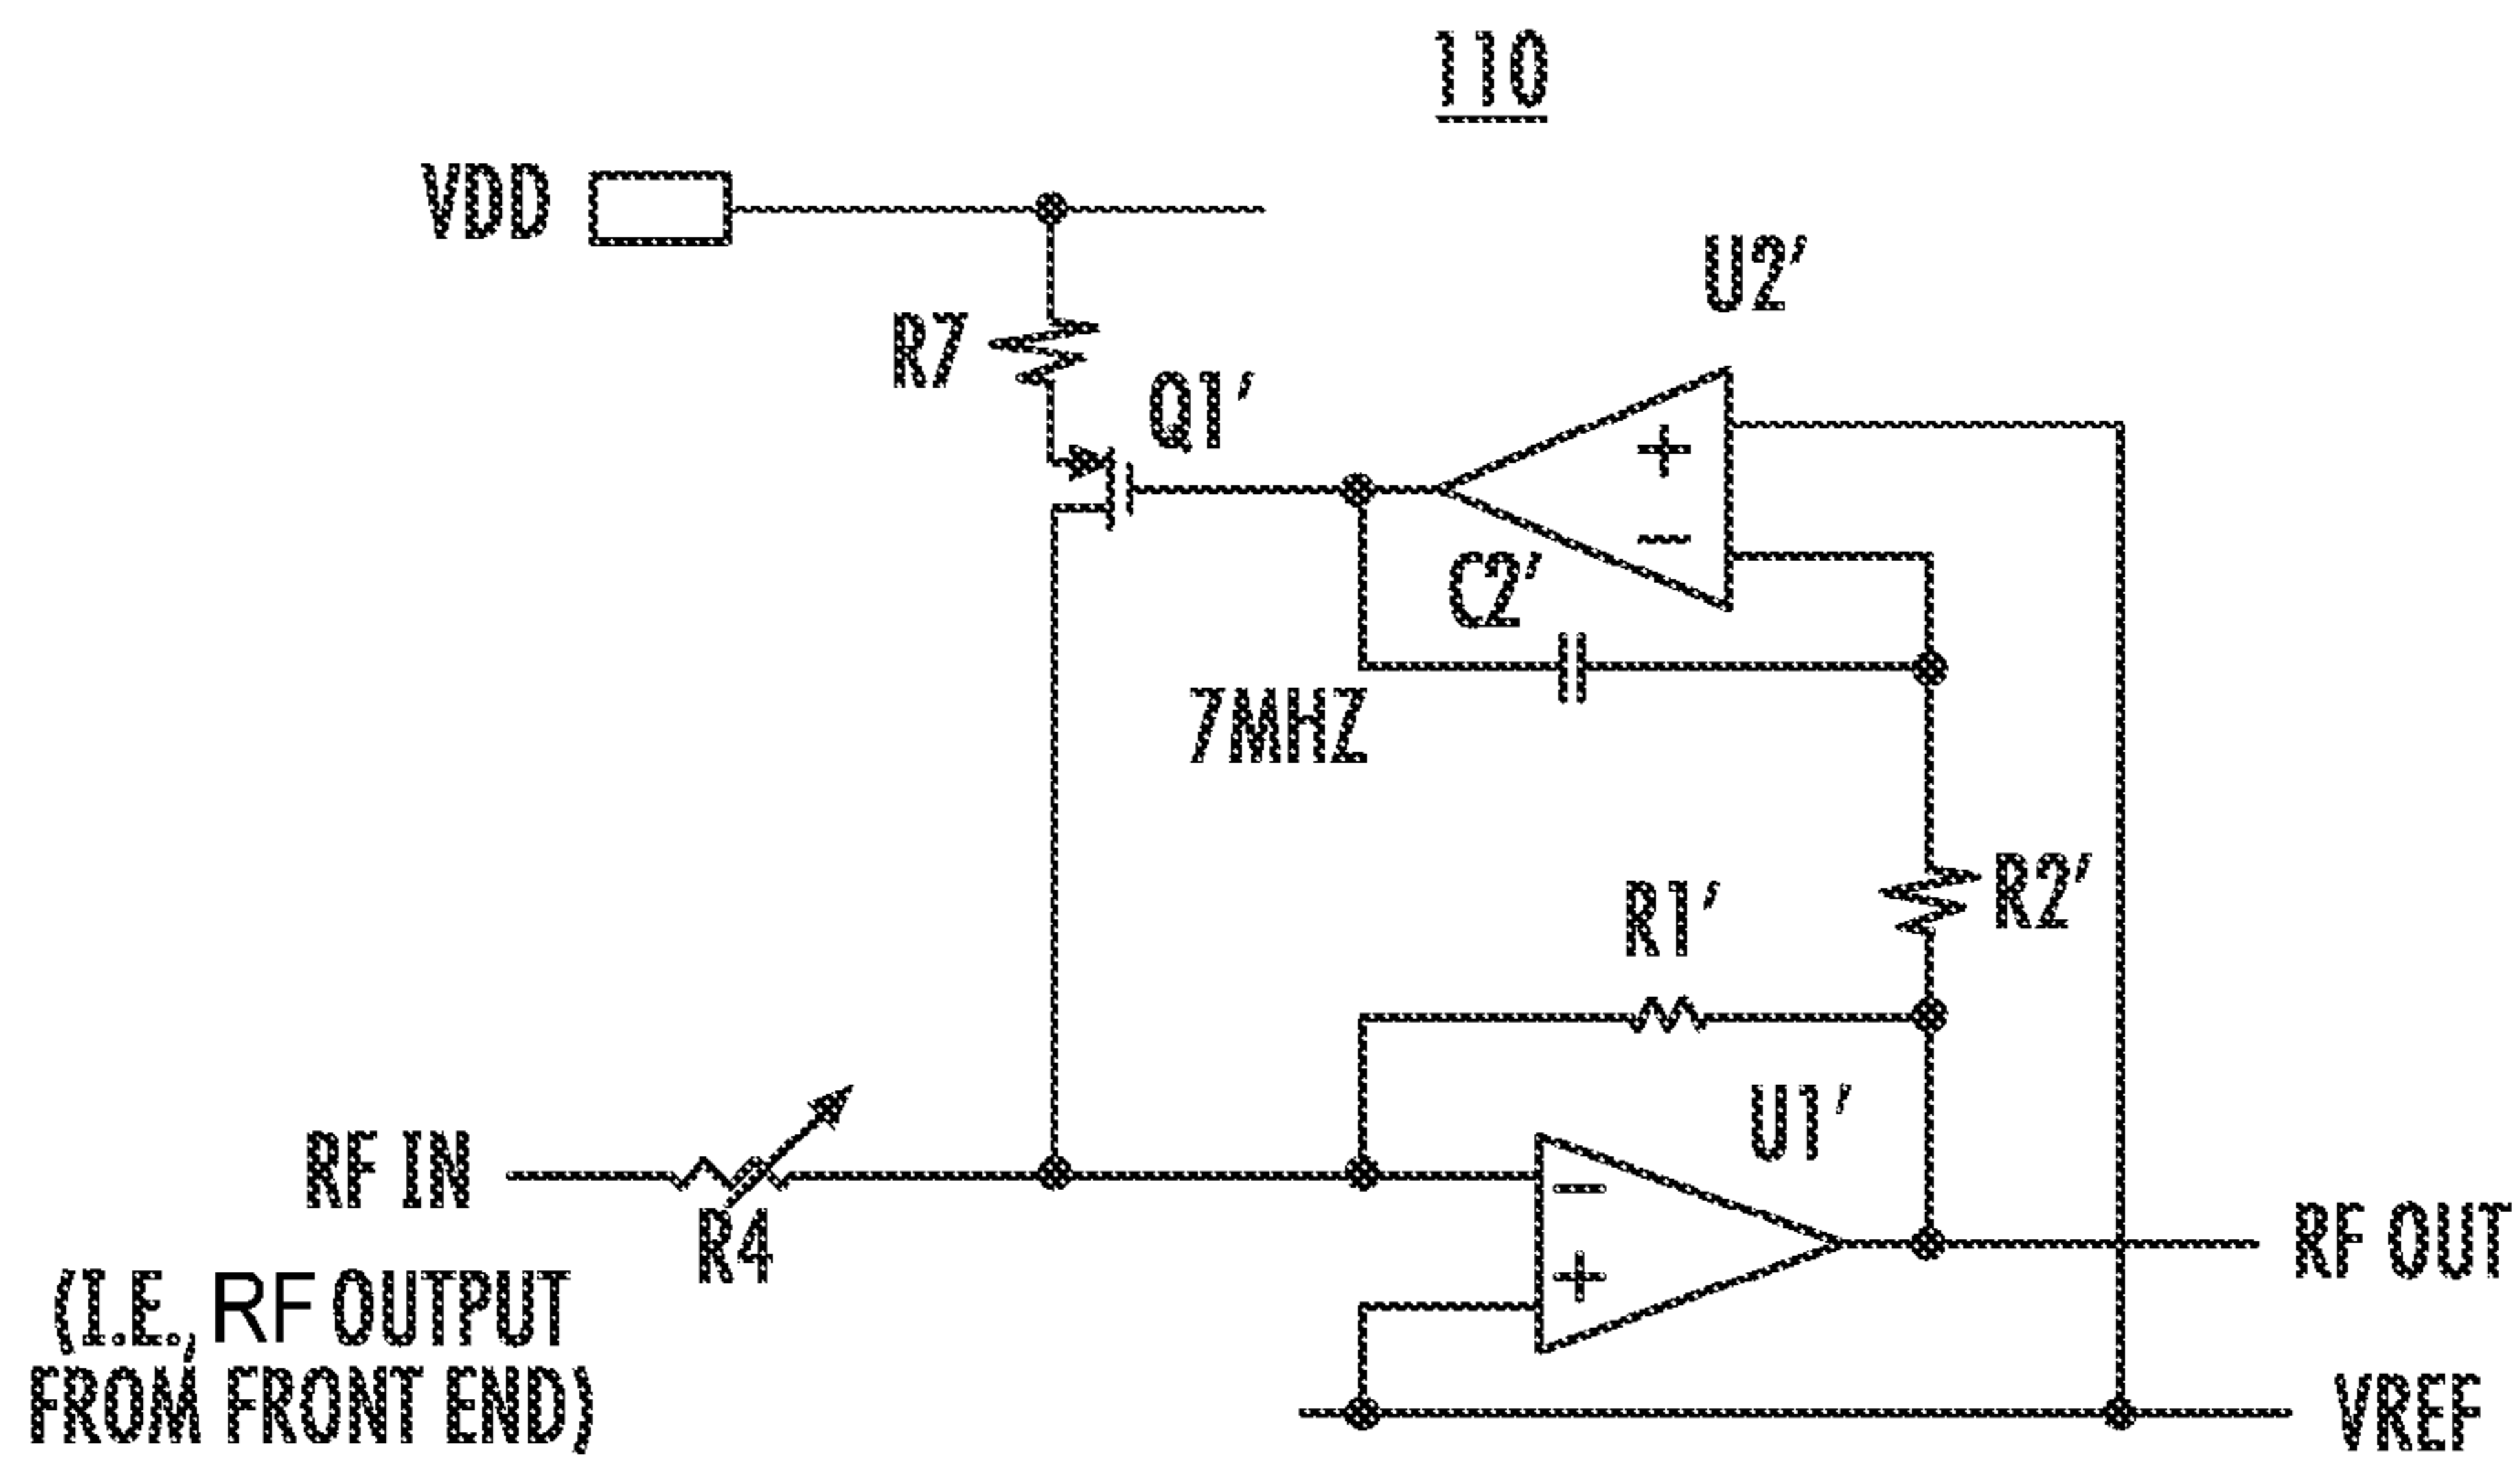 110
VDD
U2'
R7
Q1'
+
−
C2'
7MHZ
R1'
R2'
U1'
RF IN
R4
−
+
RF OUT
(I.E., RF OUTPUT
FROM FRONT END)
VREF